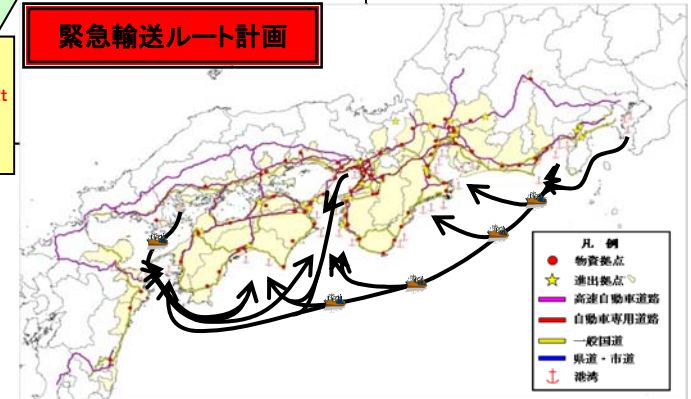 緊急輸送ルート計画
t
凡 例
物資拠点
進出拠点
高速自動車道路
自動車専用道路
一般国道
県道・市道
港湾